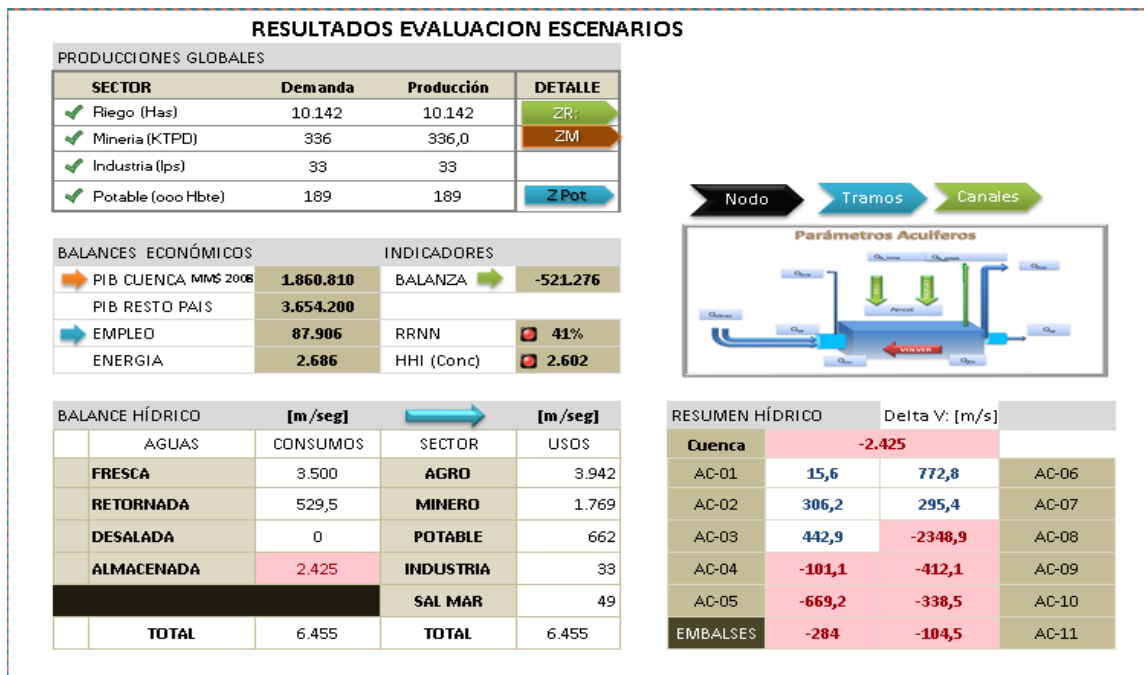 RESULTADOS EVALUACION ESCENARIOS
PRODUCCIONES GLOBALES
SECTOR Demanda Producción DETALLE
Riego (Has) 10.142 10.142 ZR:
Mineria (KTPD) 336 336,0 ZM
Industria (lps) 33 33
Potable (ooo Hbte) 189 189 Z Pot
Nodo Tramos Canales
Parámetros Acuiferos
Percol.
VOLVER
BALANCES ECONÓMICOS INDICADORES
PIB CUENCA MM$ 2006 1.860.810 BALANZA -521.276
PIB RESTO PAIS 3.654.200
EMPLEO 87.906 RRNN 41%
ENERGIA 2.686 HHI (Conc) 2.602
BALANCE HÍDRICO [m/seg] [m/seg]
AGUAS CONSUMOS SECTOR USOS
FRESCA 3.500 AGRO 3.942
RETORNADA 529,5 MINERO 1.769
DESALADA 0 POTABLE 662
ALMACENADA 2.425 INDUSTRIA 33
SAL MAR 49
TOTAL 6.455 TOTAL 6.455
RESUMEN HÍDRICO Delta V: [m/s]
Cuenca -2.425
AC-01 15,6 772,8 AC-06
AC-02 306,2 295,4 AC-07
AC-03 442,9 -2348,9 AC-08
AC-04 -101,1 -412,1 AC-09
AC-05 -669,2 -338,5 AC-10
EMBALSES -284 -104,5 AC-11